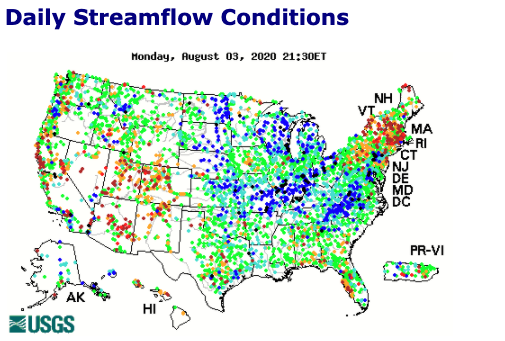 Daily Streamflow Conditions
Monday, August 03, 2020 21:30ET
NH
VT
MA
RI
CT
NJ
DE
MD
DC
PR-VI
AK
HI
USGS